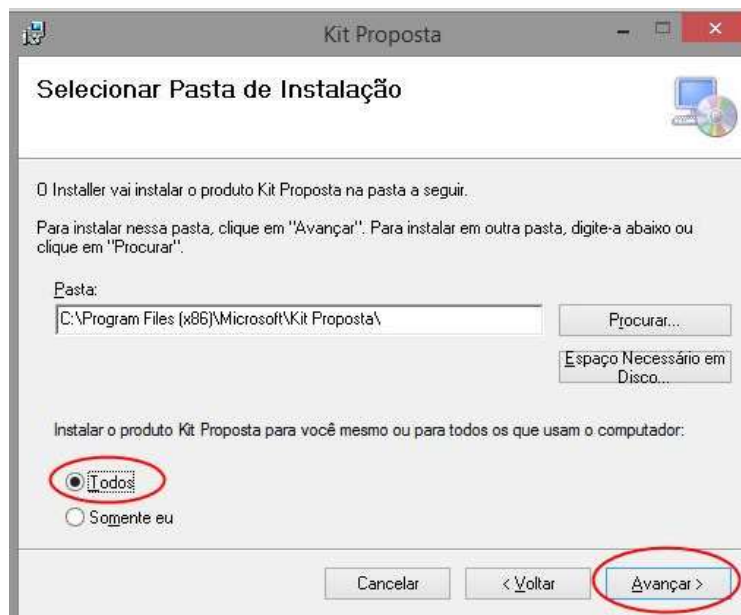 Kit Proposta
Selecionar Pasta de Instalação
O Installer vai instalar o produto Kit Proposta na pasta a seguir.
Para instalar nessa pasta, clique em "Avançar". Para instalar em outra pasta, digite-a abaixo ou
clique em "Procurar".
Pasta:
C:\Program Files (x86)\Microsoft\Kit Proposta\
Procurar...
Espaço Necessário em
Disco...
Instalar o produto Kit Proposta para você mesmo ou para todos os que usam o computador:
Todos
Somente eu
Cancelar
< Voltar
Avançar >